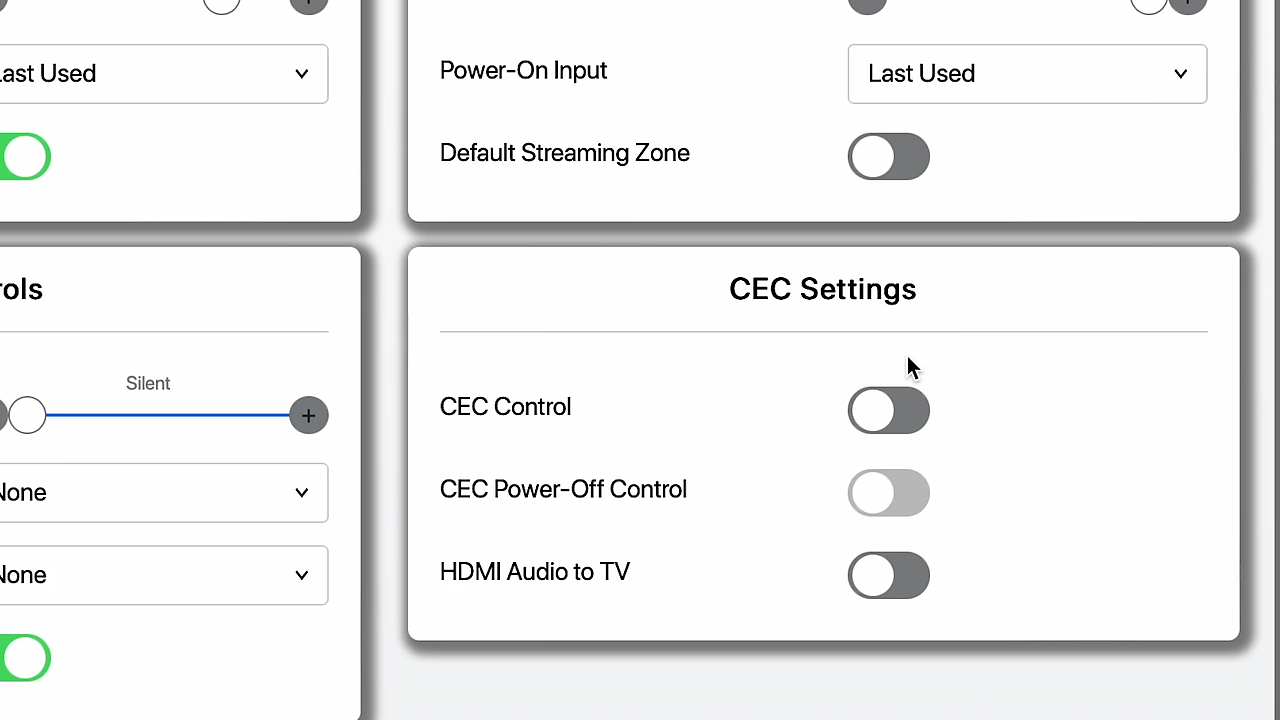 Last Used
Power-On Input
Last Used
Default Streaming Zone
CEC Settings
Silent
CEC Control
None
CEC Power-Off Control
None
HDMI Audio to TV